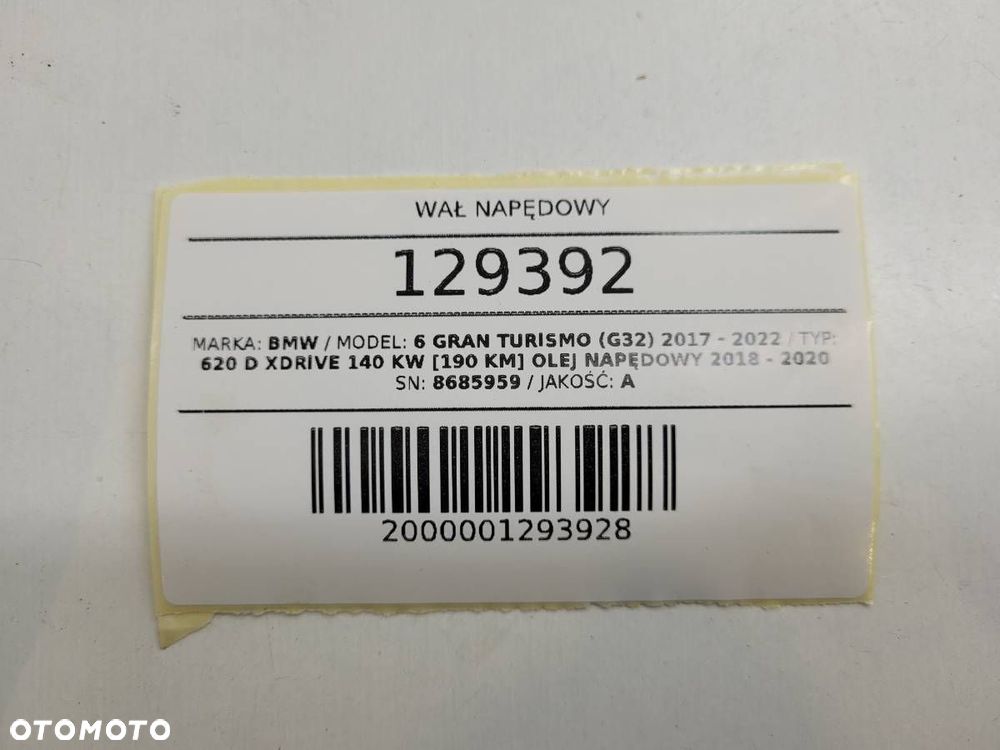 WAŁ NAPĘDOWY
129392
MARKA: BMW / MODEL: 6 GRAN TURISMO (G32) 2017 - 2022 / TYP:
620 D XDRIVE 140 KW [190 KM] OLEJ NAPĘDOWY 2018 - 2020
SN: 8685959 / JAKOŚĆ: A
2000001293928
OTOMOTO